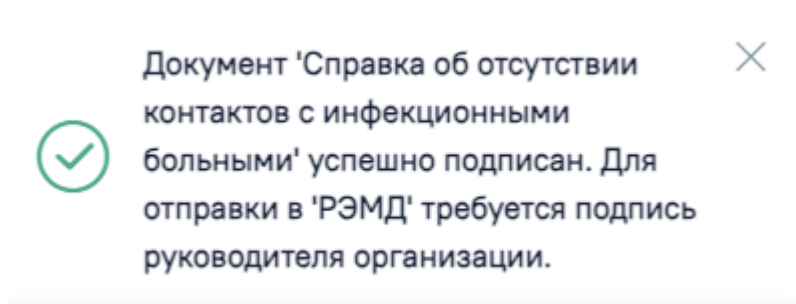 Документ 'Справка об отсутствии
контактов с инфекционными
больными' успешно подписан. Для
отправки в 'РЭМД' требуется подпись
руководителя организации.